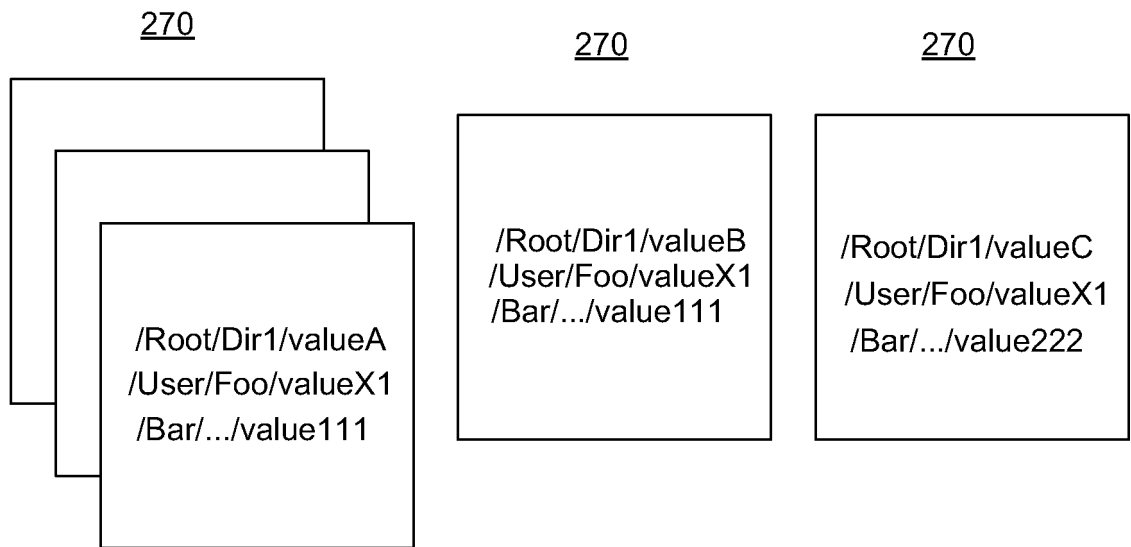 270
/Root/Dir1/valueA
/User/Foo/valueX1
/Bar/.../value111
270
/Root/Dir1/valueB
/User/Foo/valueX1
/Bar/.../value111
270
/Root/Dir1/valueC
/User/Foo/valueX1
/Bar/.../value222